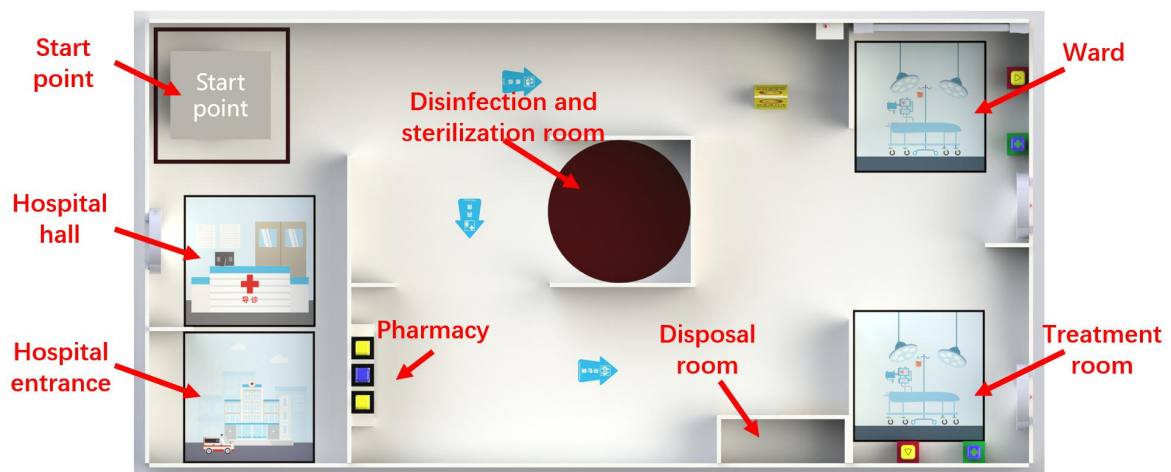 Start
point
Start
point
Disinfection and
sterilization room
Ward
Hospital
hall
导诊
Hospital
entrance
Pharmacy
Disposal
room
Treatment
room